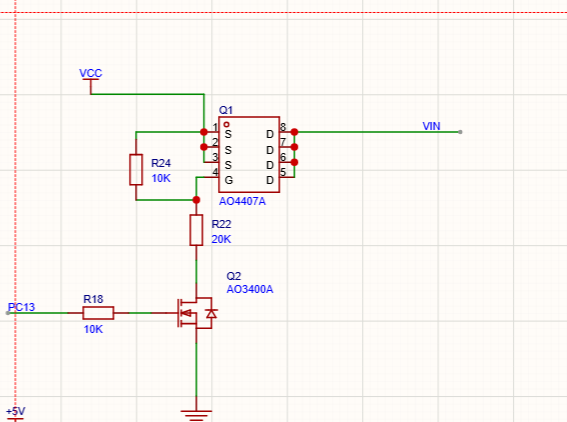 VCC
Q1
1 S D 8
2 S D 7
3 S D 6
4 G D 5
AO4407A
VIN
R24
10K
R22
20K
Q2
AO3400A
PC13
R18
10K
+5V